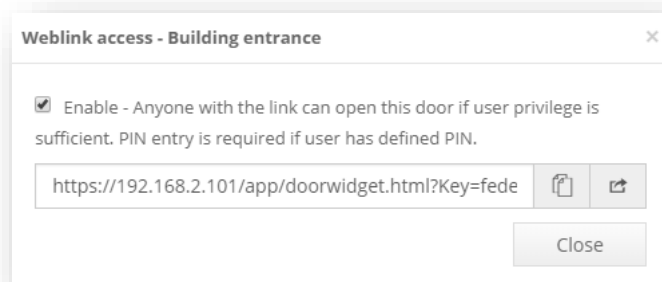 Weblink access - Building entrance ×
Enable - Anyone with the link can open this door if user privilege is
sufficient. PIN entry is required if user has defined PIN.
https://192.168.2.101/app/doorwidget.html?Key=fede
Close